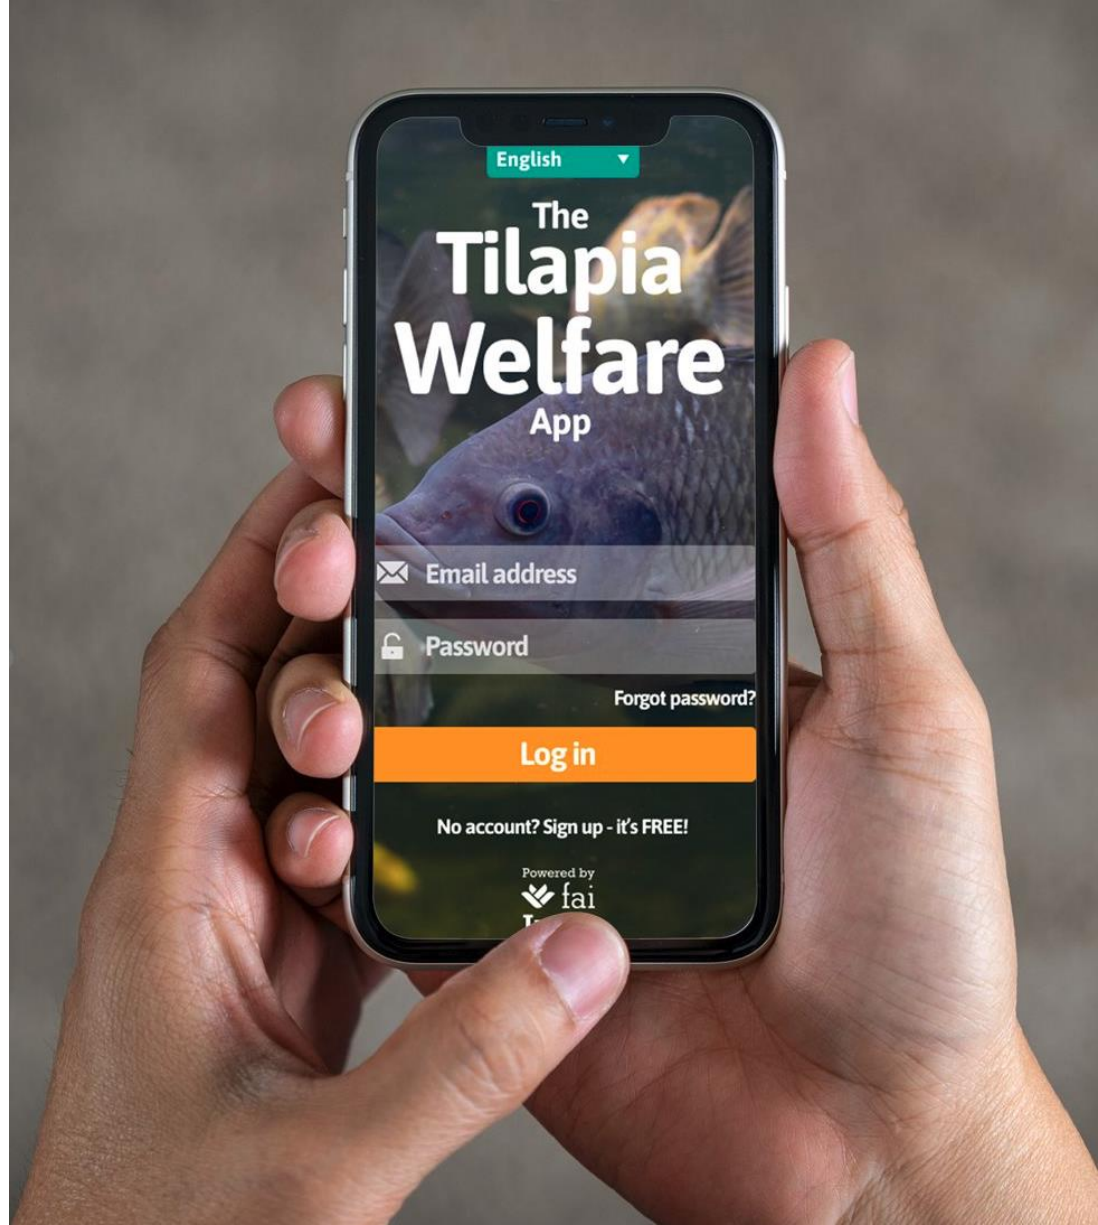 English
The
Tilapia
Welfare
App
Email address
Password
Forgot password?
Log in
No account? Sign up - it's FREE!
Powered by
fai